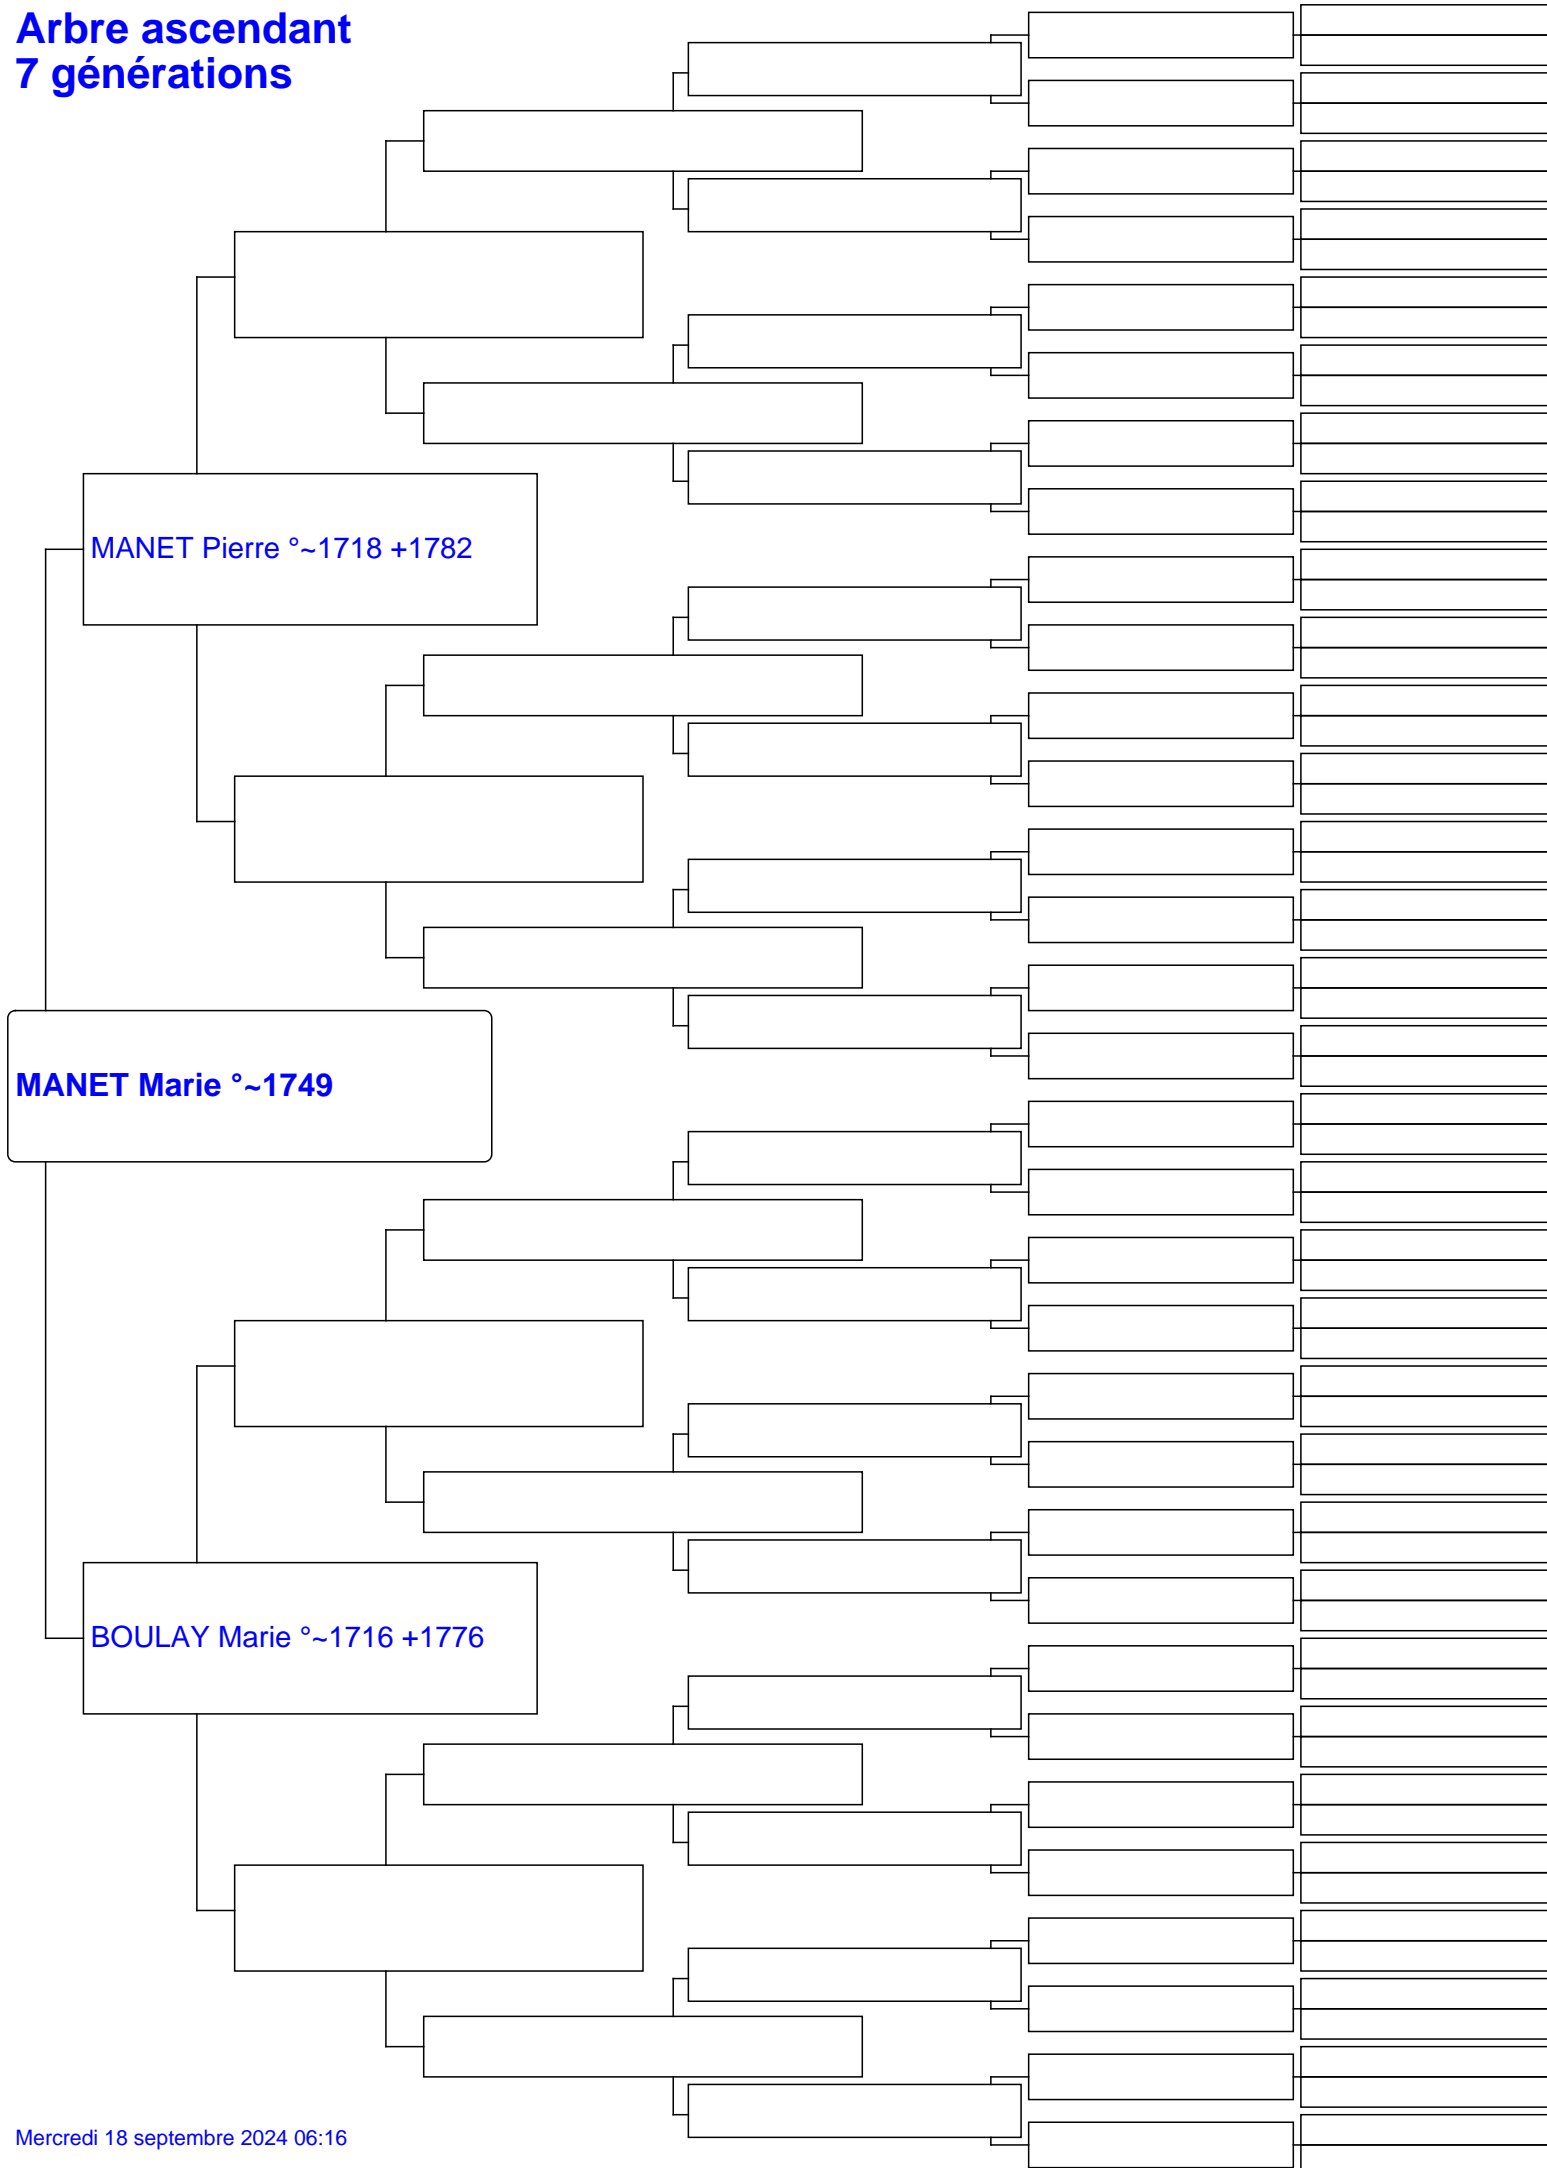 Arbre ascendant
7 générations
MANET Pierre °~1718 +1782
MANET Marie °~1749
BOULAY Marie °~1716 +1776
Mercredi 18 septembre 2024 06:16